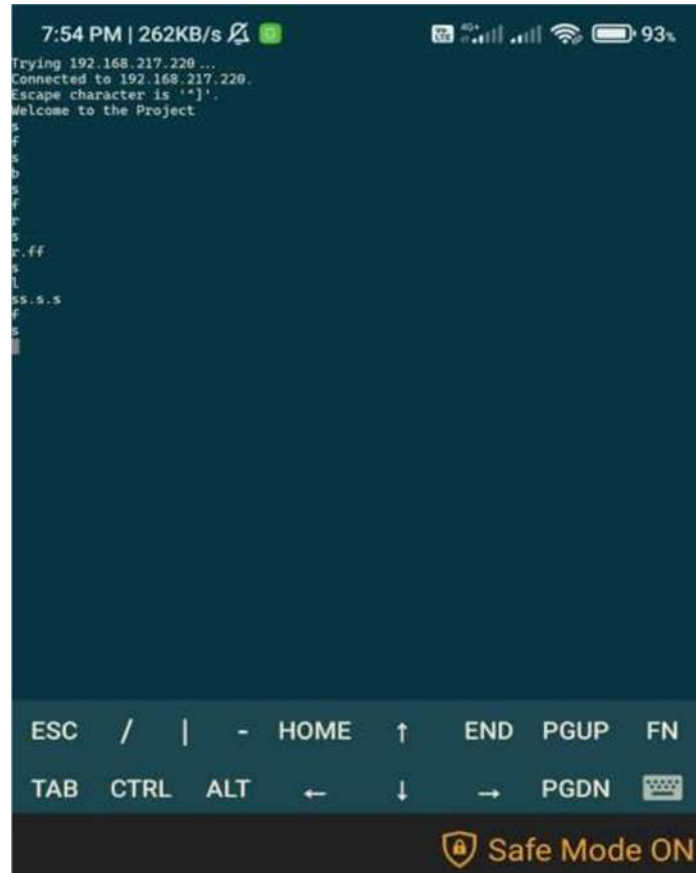 7:54 PM | 262KB/s 4G+ 93%
Trying 192.168.217.220 ...
Connected to 192.168.217.220.
Escape character is '^]'.
Welcome to the Project
s
f
s
b
s
f
r
s
r.ff
s
l
ss.s.s
f
s
ESC / | - HOME ↑ END PGUP FN
TAB CTRL ALT ← ↓ → PGDN
Safe Mode ON